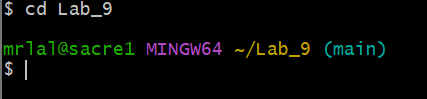 $ cd Lab_9
mrlal@sacre1 MINGW64 ~/Lab_9 (main)
$